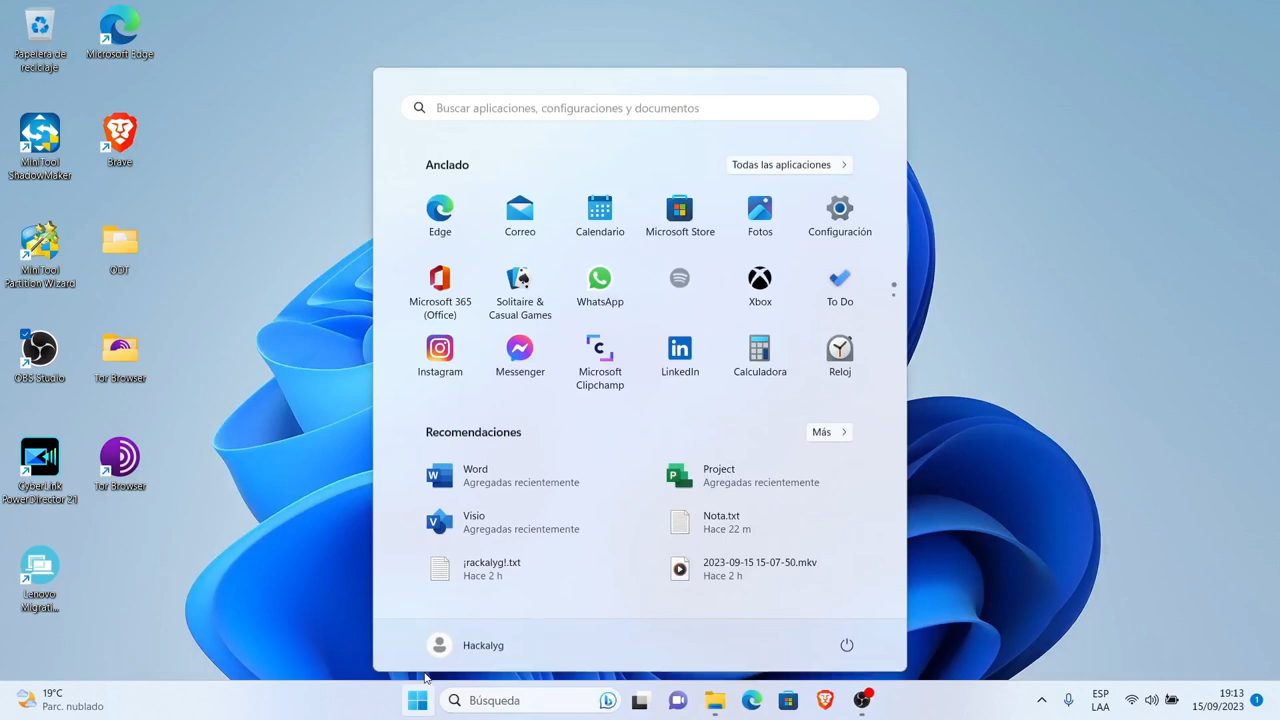 Papelera de
reciclaje
Microsoft Edge
MiniTool
ShadowMaker
Brave
MiniTool
Partition Wizard
ODT
OBS Studio
Tor Browser
CyberLink
PowerDirector 21
Tor Browser
Lenovo
Migrati...
Buscar aplicaciones, configuraciones y documentos
Anclado
Todas las aplicaciones
Edge
Correo
Calendario
Microsoft Store
Fotos
Configuración
Microsoft 365
(Office)
Solitaire &
Casual Games
WhatsApp
Xbox
To Do
Instagram
Messenger
Microsoft
Clipchamp
LinkedIn
Calculadora
Reloj
Recomendaciones
Más
Word
Agregadas recientemente
Project
Agregadas recientemente
Visio
Agregadas recientemente
Nota.txt
Hace 22 m
¡rackalyg!.txt
Hace 2 h
2023-09-15 15-07-50.mkv
Hace 2 h
Hackalyg
19°C
Parc. nublado
Búsqueda
ESP
LAA
19:13
15/09/2023
1